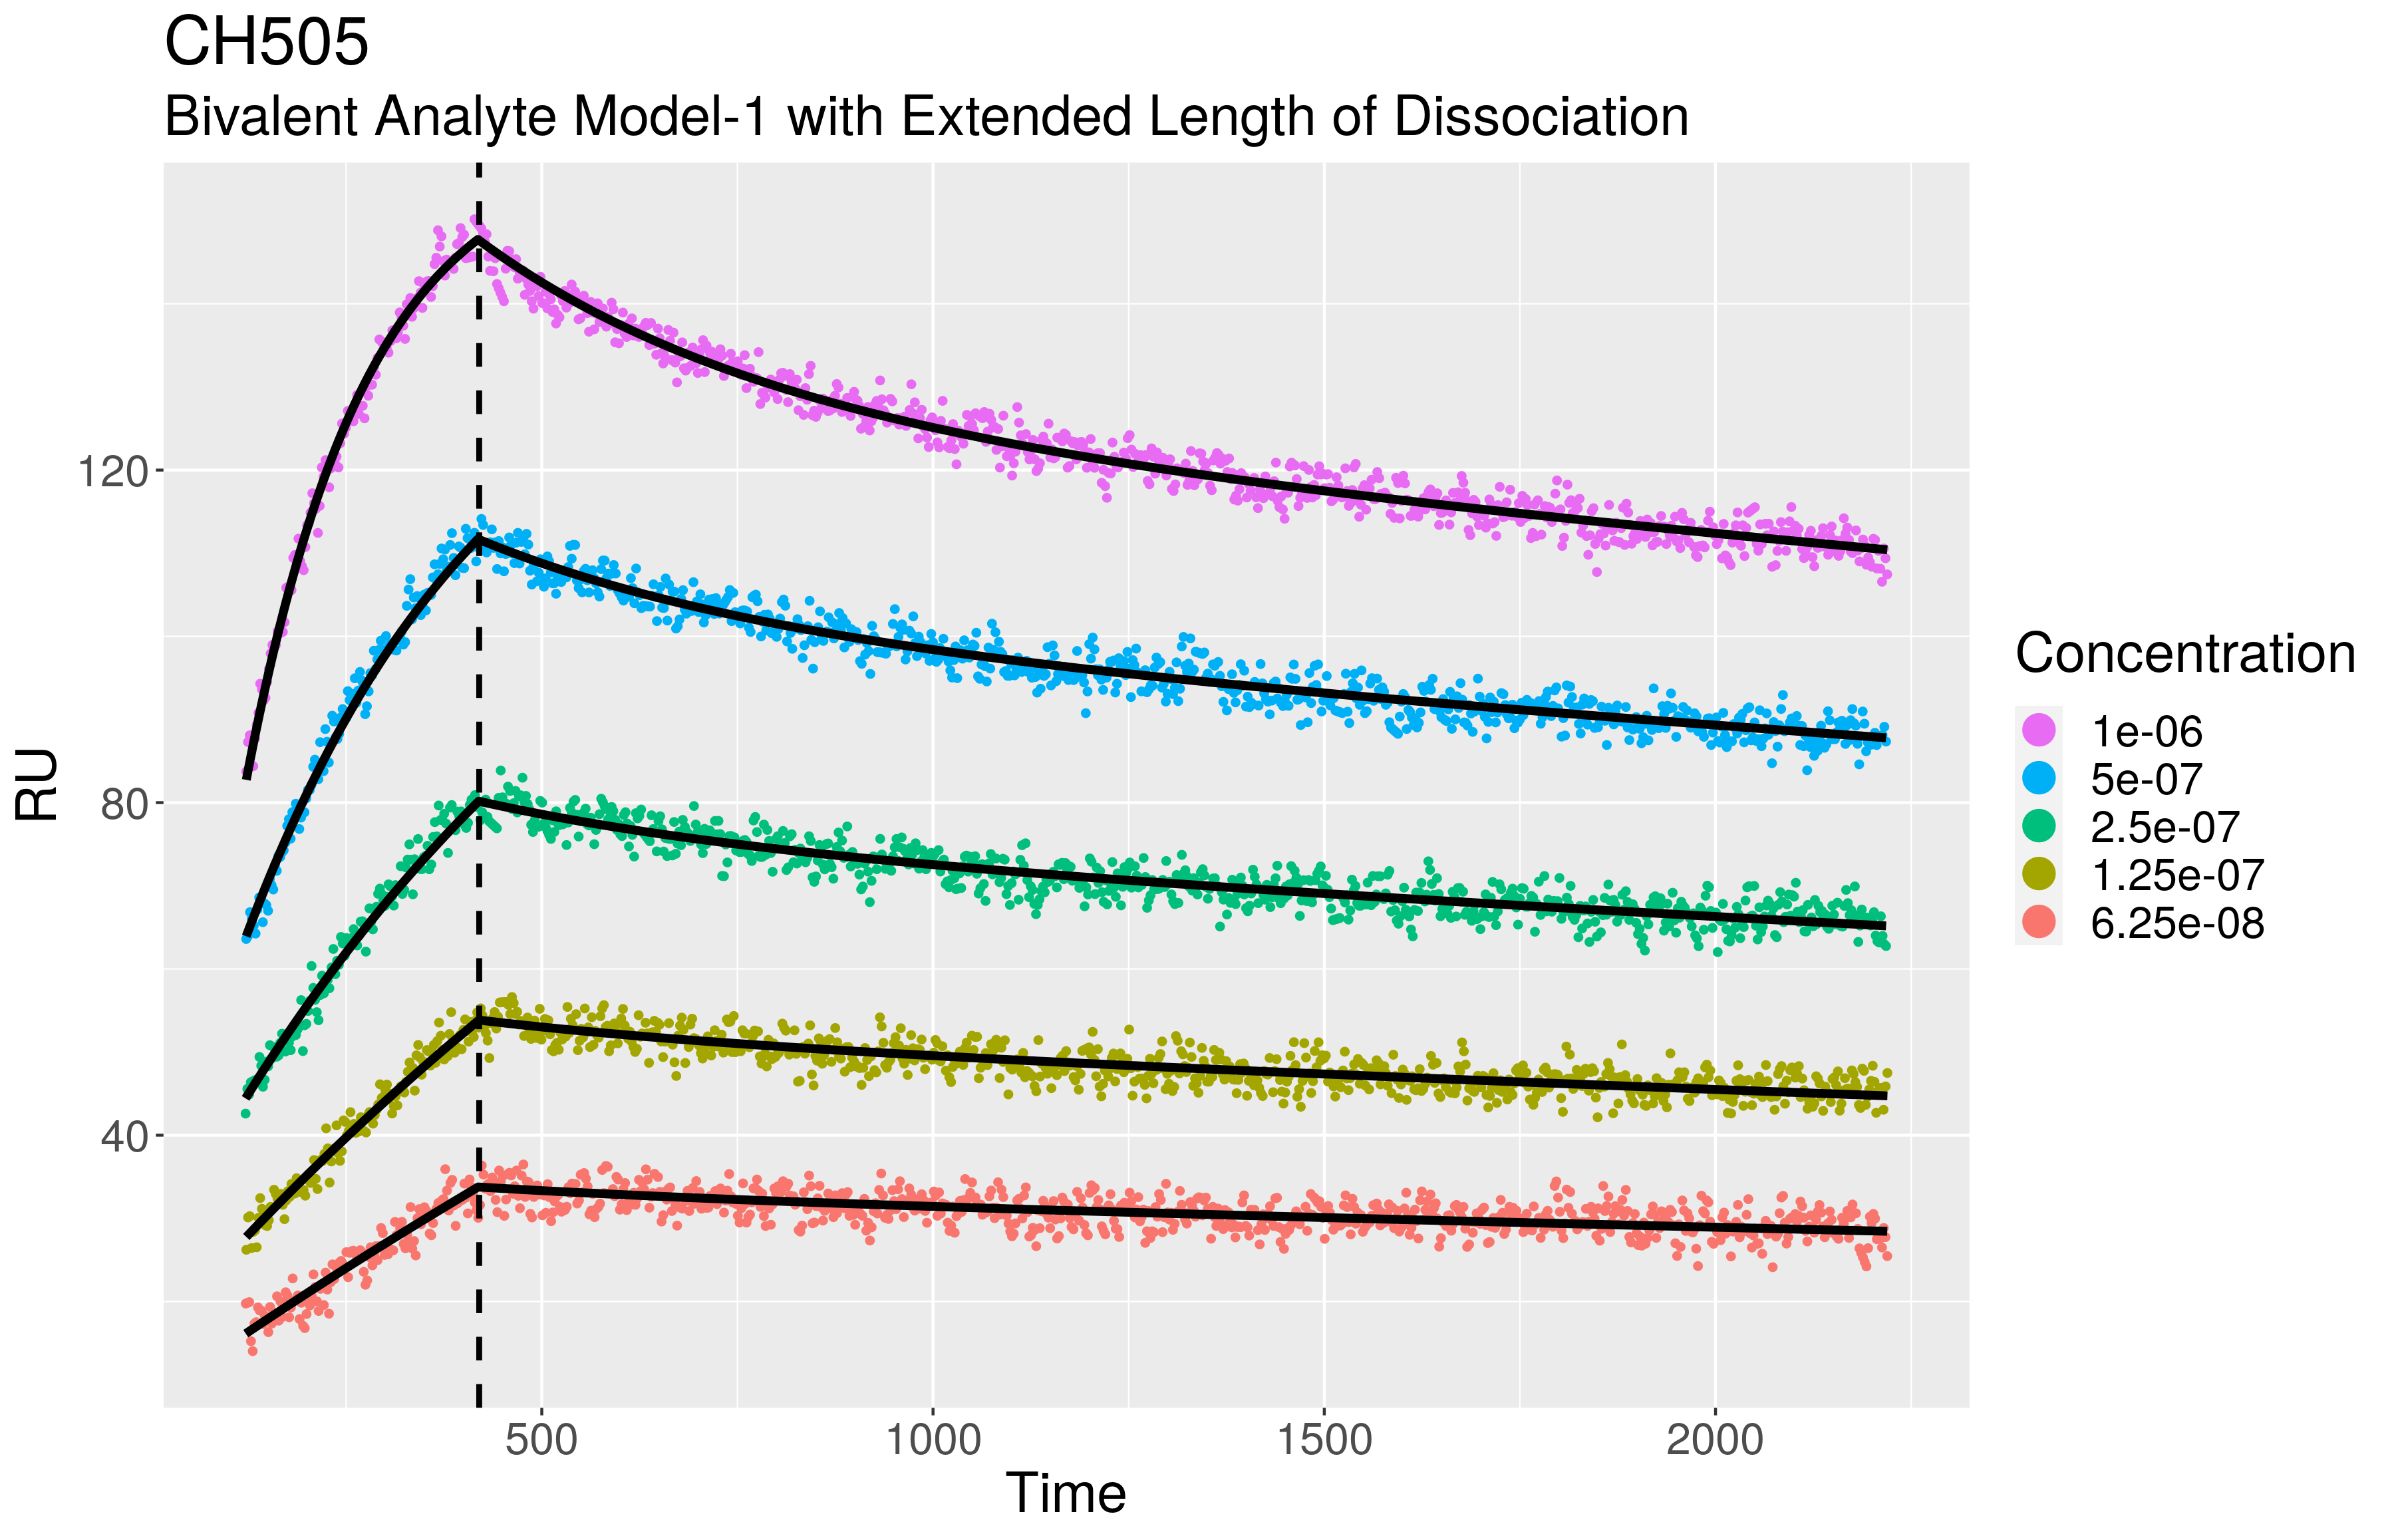 CH505
Bivalent Analyte Model-1 with Extended Length of Dissociation
RU
120
80
40
500 1000 1500 2000
Time
Concentration
1e-06
5e-07
2.5e-07
1.25e-07
6.25e-08